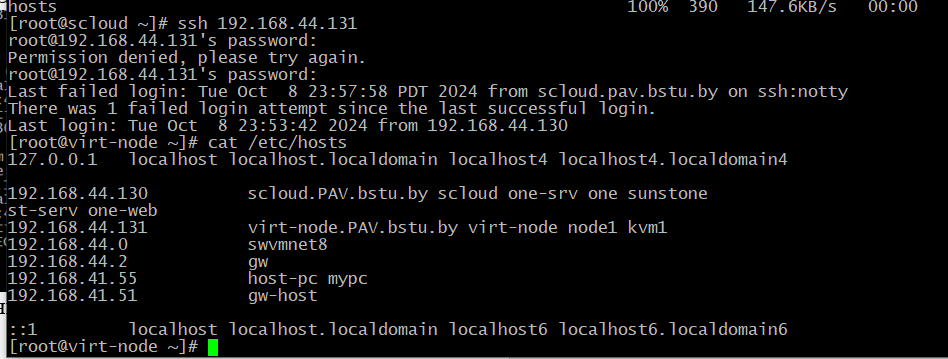 hosts 100% 390 147.6KB/s 00:00
[root@scloud ~]# ssh 192.168.44.131
root@192.168.44.131's password:
Permission denied, please try again.
root@192.168.44.131's password:
Last failed login: Tue Oct  8 23:57:58 PDT 2024 from scloud.pav.bstu.by on ssh:notty
There was 1 failed login attempt since the last successful login.
Last login: Tue Oct  8 23:53:42 2024 from 192.168.44.130
[root@virt-node ~]# cat /etc/hosts
127.0.0.1   localhost localhost.localdomain localhost4 localhost4.localdomain4
192.168.44.130 scloud.PAV.bstu.by scloud one-srv one sunstone
st-serv one-web
192.168.44.131 virt-node.PAV.bstu.by virt-node node1 kvm1
192.168.44.0 swvmnet8
192.168.44.2 gw
192.168.41.55 host-pc mypc
192.168.41.51 gw-host
::1         localhost localhost.localdomain localhost6 localhost6.localdomain6
[root@virt-node ~]#